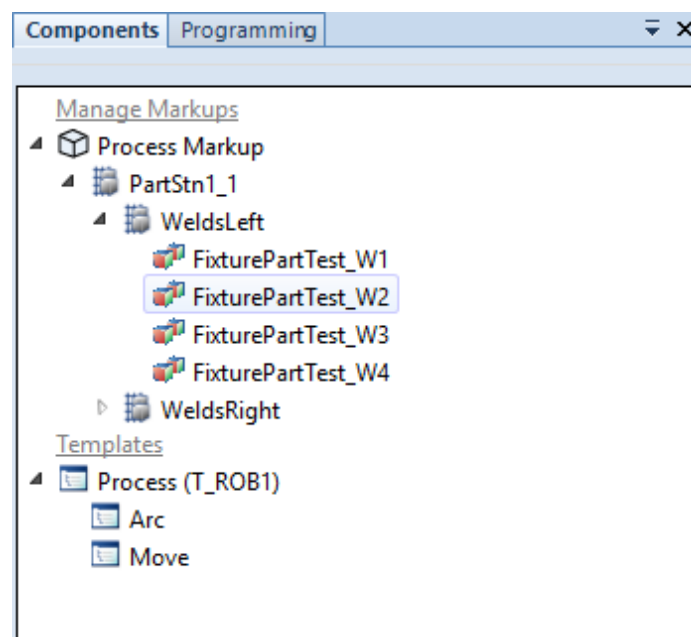 Components Programming
Manage Markups
Process Markup
PartStn1_1
WeldsLeft
FixturePartTest_W1
FixturePartTest_W2
FixturePartTest_W3
FixturePartTest_W4
WeldsRight
Templates
Process (T_ROB1)
Arc
Move